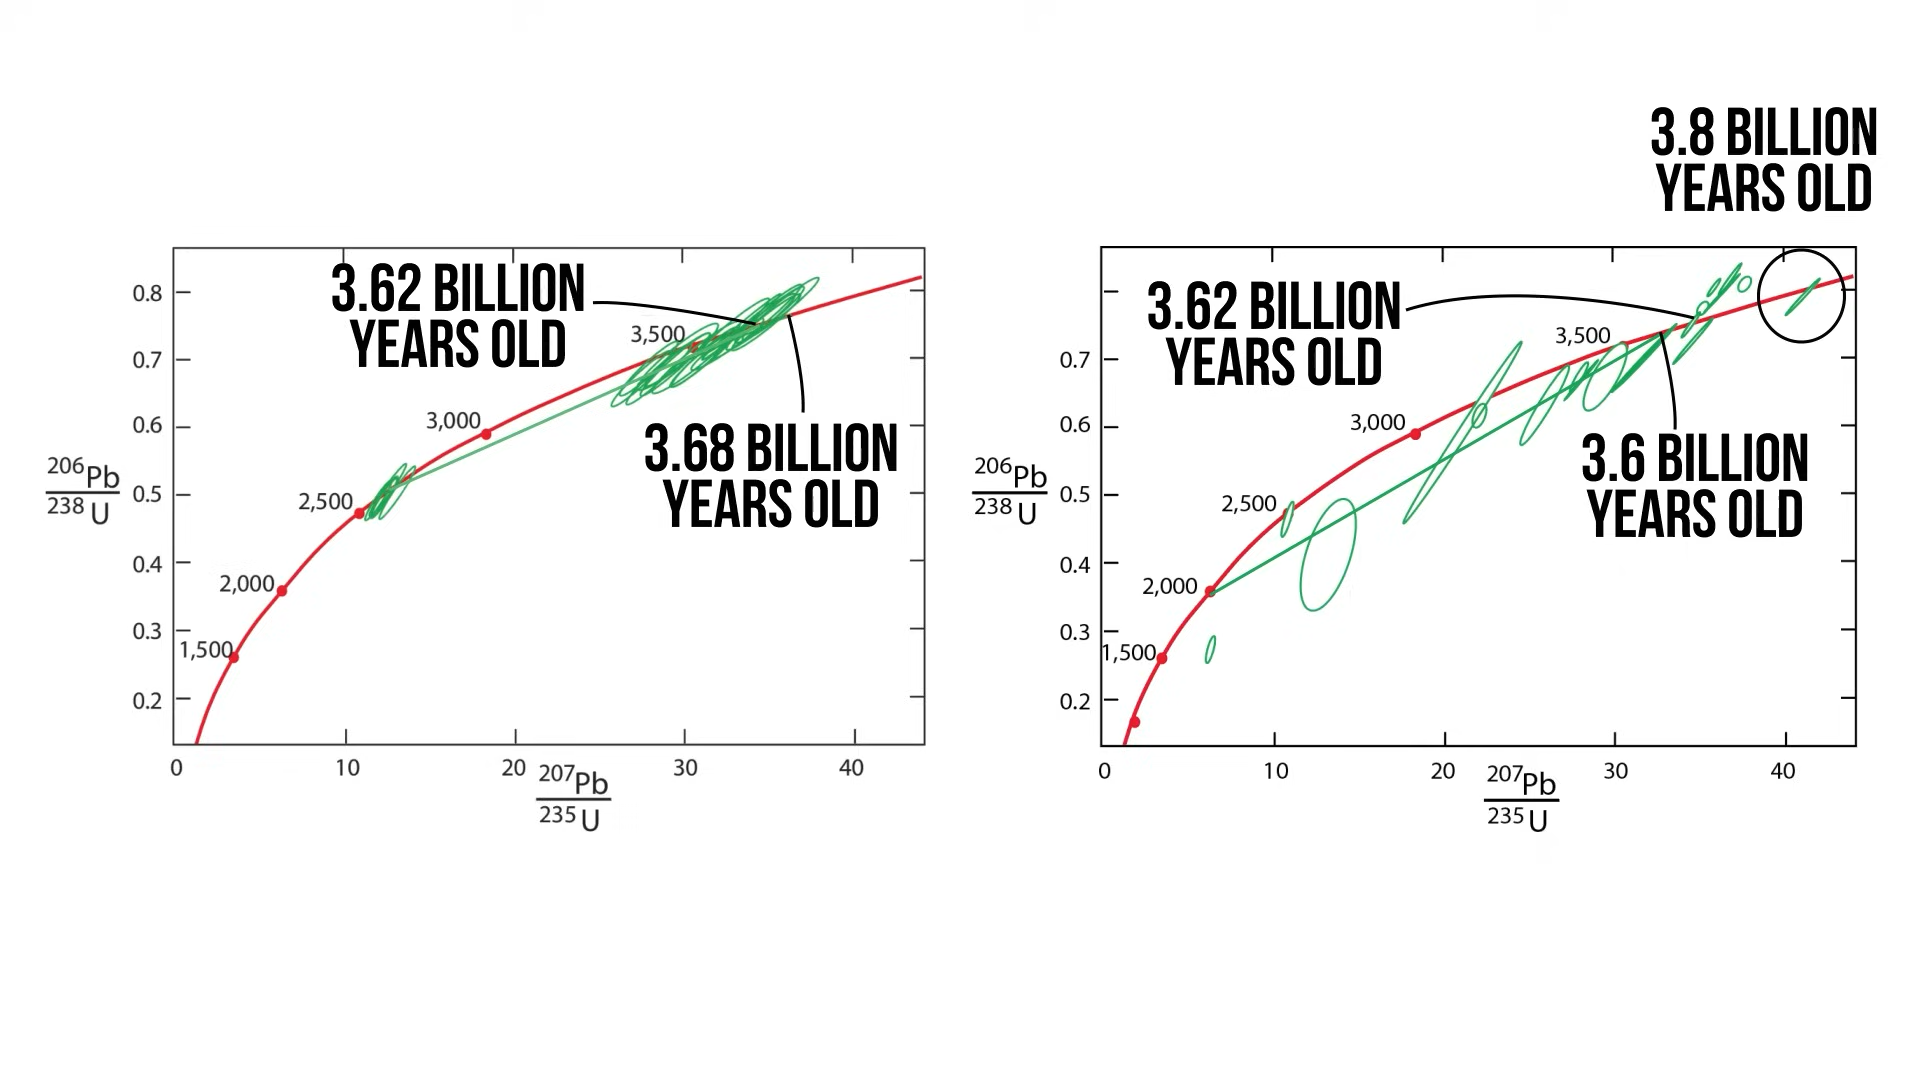 3.8 BILLION
YEARS OLD
3.62 BILLION
YEARS OLD
3.68 BILLION
YEARS OLD
3,500
3,000
2,500
2,000
1,500
0.8
0.7
0.6
0.5
0.4
0.3
0.2
206Pb
238U
0
10
20
30
40
207Pb
235U
3.62 BILLION
YEARS OLD
3.6 BILLION
YEARS OLD
3,500
3,000
2,500
2,000
1,500
0.7
0.6
0.5
0.4
0.3
0.2
206Pb
238U
0
10
20
30
40
207Pb
235U